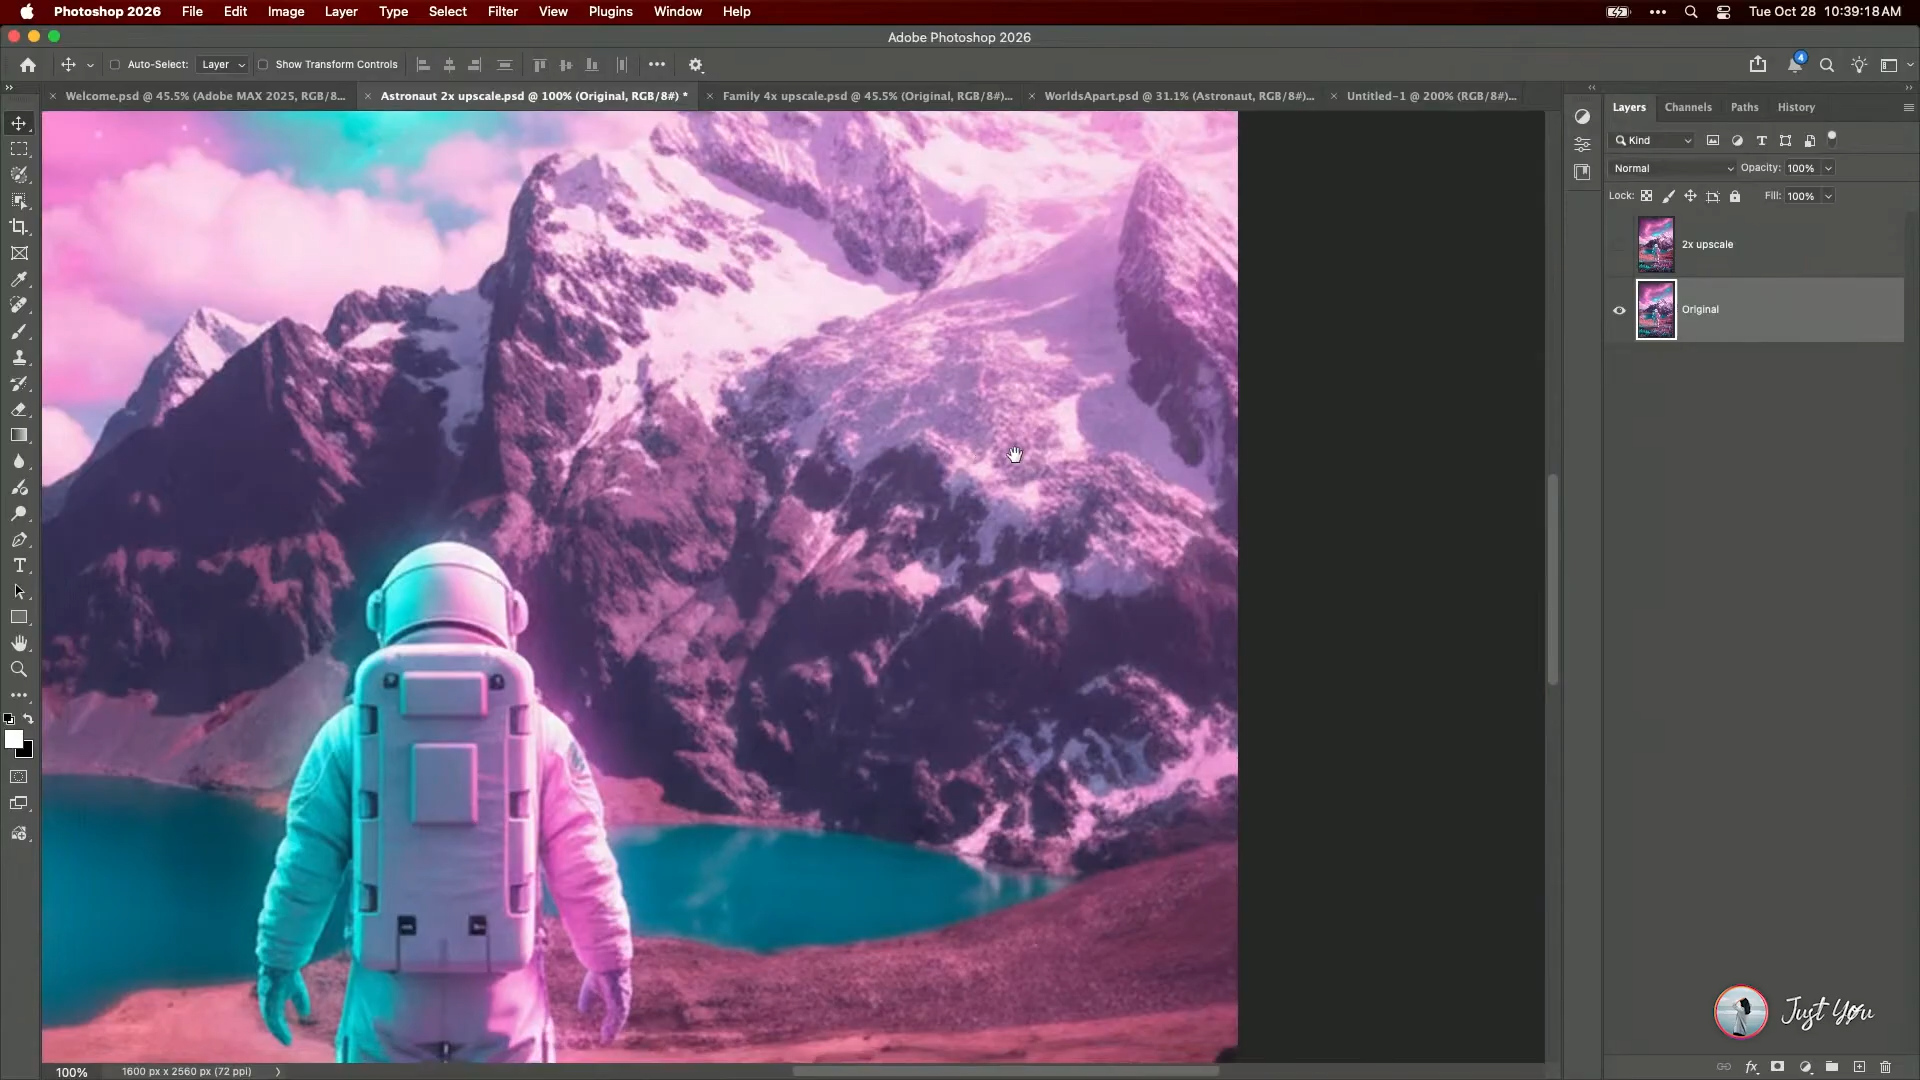 Photoshop 2026 File Edit Image Layer Type Select Filter View Plugins Window Help Tue Oct 28 10:39:18 AM
Adobe Photoshop 2026
Auto-Select: Layer Show Transform Controls 4
Welcome.psd @ 45.5% (Adobe MAX 2025, RGB/8... Astronaut 2x upscale.psd @ 100% (Original, RGB/8#) * Family 4x upscale.psd @ 45.5% (Original, RGB/8#)... WorldsApart.psd @ 31.1% (Astronaut, RGB/8#)... Untitled-1 @ 200% (RGB/8#)...
Layers Channels Paths History
Kind
Normal Opacity: 100%
Lock: Fill: 100%
2x upscale
Original
Just You
100% 1600 px x 2560 px (72 ppi)